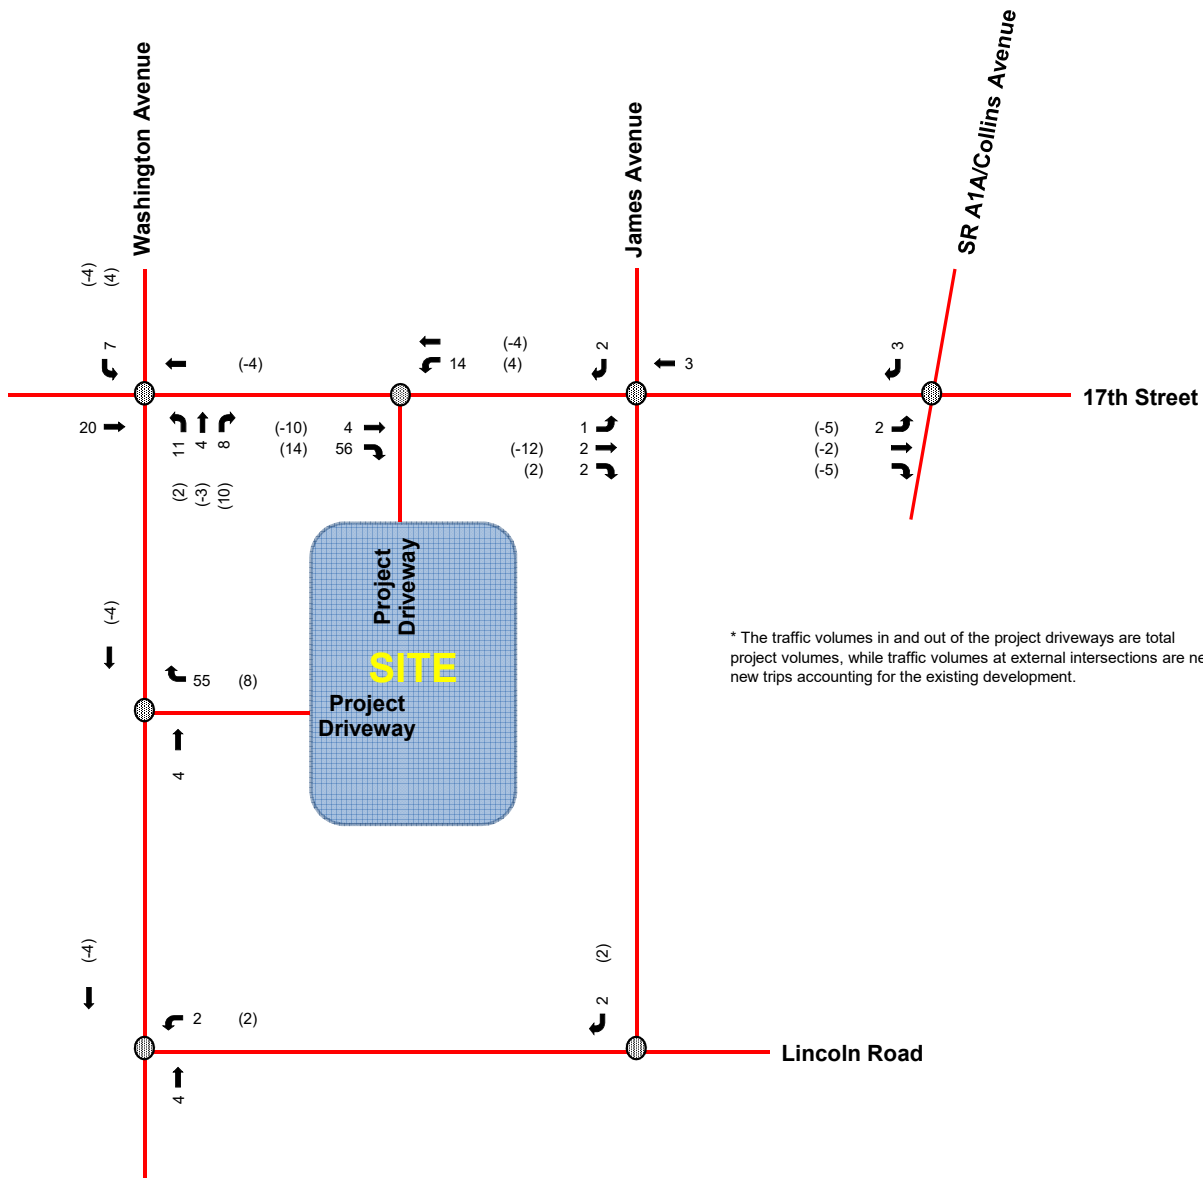 Washington Avenue
James Avenue
SR A1A/Collins Avenue
(-4)
(4)
7
(-4)
(-4)
14 (4)
2
3
3
17th Street
20
11
4
8
(2)
(-3)
(10)
(-10) 4
(14) 56
1
(-12) 2
(2) 2
(-5) 2
(-2)
(-5)
Project
Driveway
SITE
Project
Driveway
(-4)
55 (8)
4
* The traffic volumes in and out of the project driveways are total
project volumes, while traffic volumes at external intersections are ne
new trips accounting for the existing development.
(-4)
2 (2)
4
(2)
2
Lincoln Road